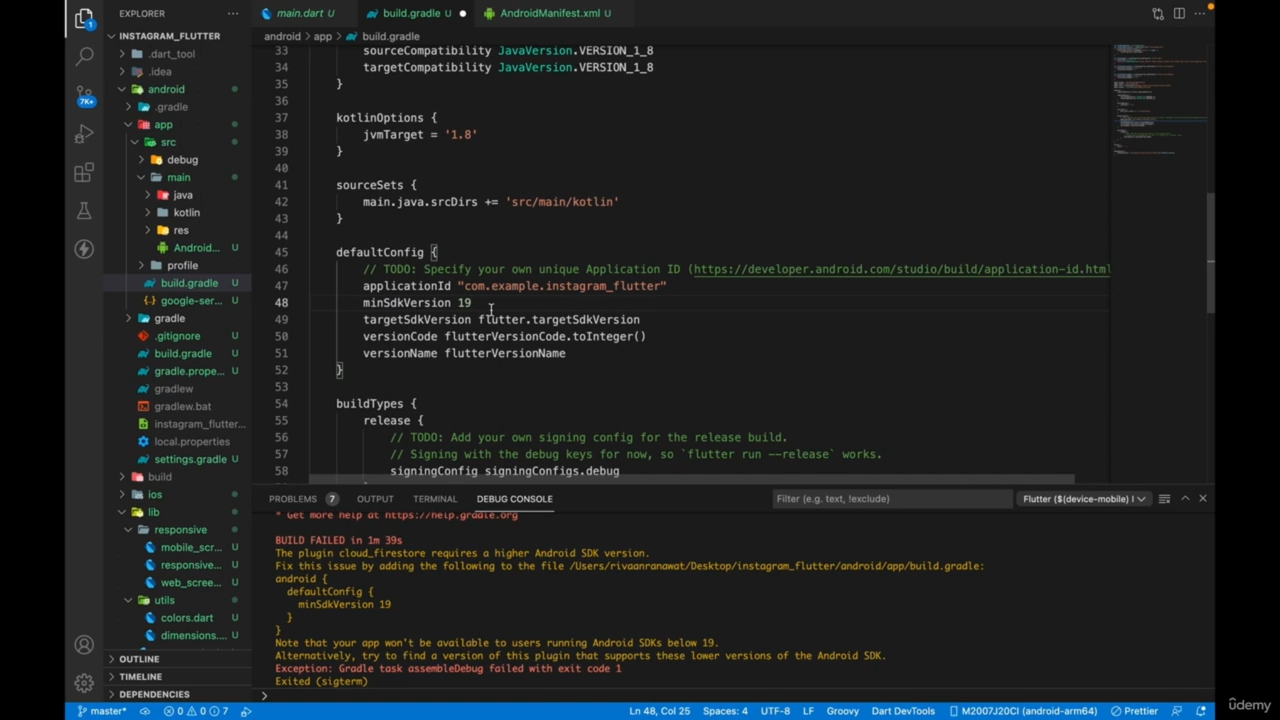 EXPLORER
INSTAGRAM_FLUTTER
.dart_tool
.idea
android
.gradle
app
src
debug
main
java
kotlin
res
Android... U
profile
build.gradle U
google-ser... U
gradle
.gitignore U
build.gradle U
gradle.prope... U
gradlew
gradlew.bat
instagram_flutter...
local.properties
settings.gradle U
build
ios
lib
responsive
mobile_scr... U
responsive... U
web_scree... U
utils
colors.dart U
dimensions... U
OUTLINE
TIMELINE
DEPENDENCIES
1
7K+
main.dart U
build.gradle U
AndroidManifest.xml U
android > app > build.gradle
33 sourceCompatibility JavaVersion.VERSION_1_8
34 targetCompatibility JavaVersion.VERSION_1_8
35 }
36
37 kotlinOptions {
38 jvmTarget = '1.8'
39 }
40
41 sourceSets {
42 main.java.srcDirs += 'src/main/kotlin'
43 }
44
45 defaultConfig {
46 // TODO: Specify your own unique Application ID (https://developer.android.com/studio/build/application-id.html
47 applicationId "com.example.instagram_flutter"
48 minSdkVersion 19
49 targetSdkVersion flutter.targetSdkVersion
50 versionCode flutterVersionCode.toInteger()
51 versionName flutterVersionName
52 }
53
54 buildTypes {
55 release {
56 // TODO: Add your own signing config for the release build.
57 // Signing with the debug keys for now, so `flutter run --release` works.
58 signingConfig signingConfigs.debug
PROBLEMS 7 OUTPUT TERMINAL DEBUG CONSOLE
Filter (e.g. text, !exclude)
Flutter ($(device-mobile) I
* Get more help at https://help.gradle.org
BUILD FAILED in 1m 39s
The plugin cloud_firestore requires a higher Android SDK version.
Fix this issue by adding the following to the file /Users/rivaanranawat/Desktop/instagram_flutter/android/app/build.gradle:
android {
defaultConfig {
minSdkVersion 19
}
}
Note that your app won't be available to users running Android SDKs below 19.
Alternatively, try to find a version of this plugin that supports these lower versions of the Android SDK.
Exception: Gradle task assembleDebug failed with exit code 1
Exited (sigterm)
>
master* 0 0 7 Ln 48, Col 25 Spaces: 4 UTF-8 LF Groovy Dart DevTools M2007J20CI (android-arm64) Prettier
udemy